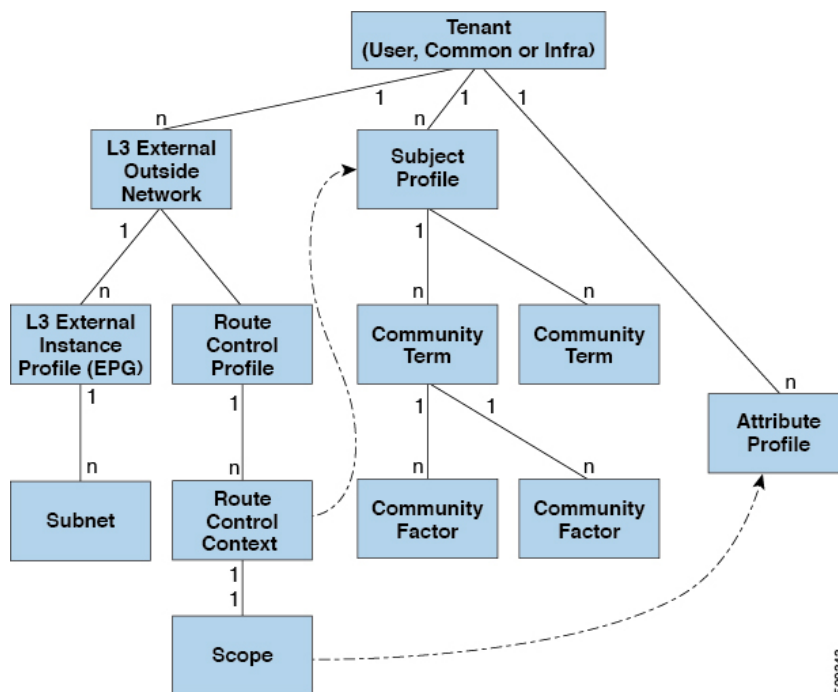 Tenant
(User, Common or Infra)
1
1
1
n
n
L3 External
Outside
Network
Subject
Profile
1
1
n
n
n
L3 External
Instance
Profile (EPG)
Route
Control
Profile
Community
Term
Community
Term
n
1
1
1
1
Attribute
Profile
n
n
n
n
Subnet
Route
Control
Context
Community
Factor
Community
Factor
1
1
Scope